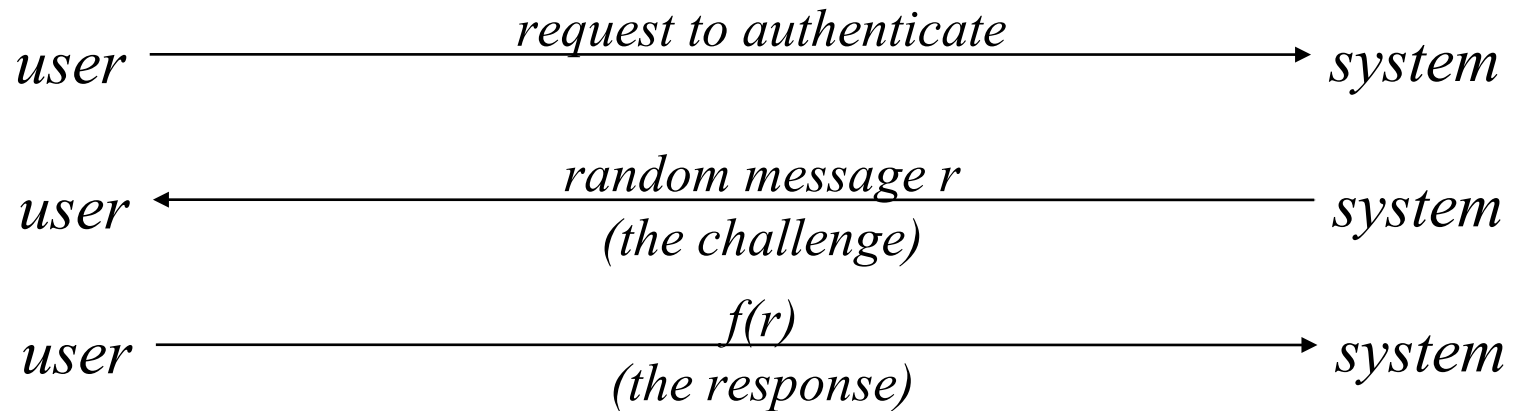 request to authenticate
user system
random message r
user system
(the challenge)
f(r)
user system
(the response)